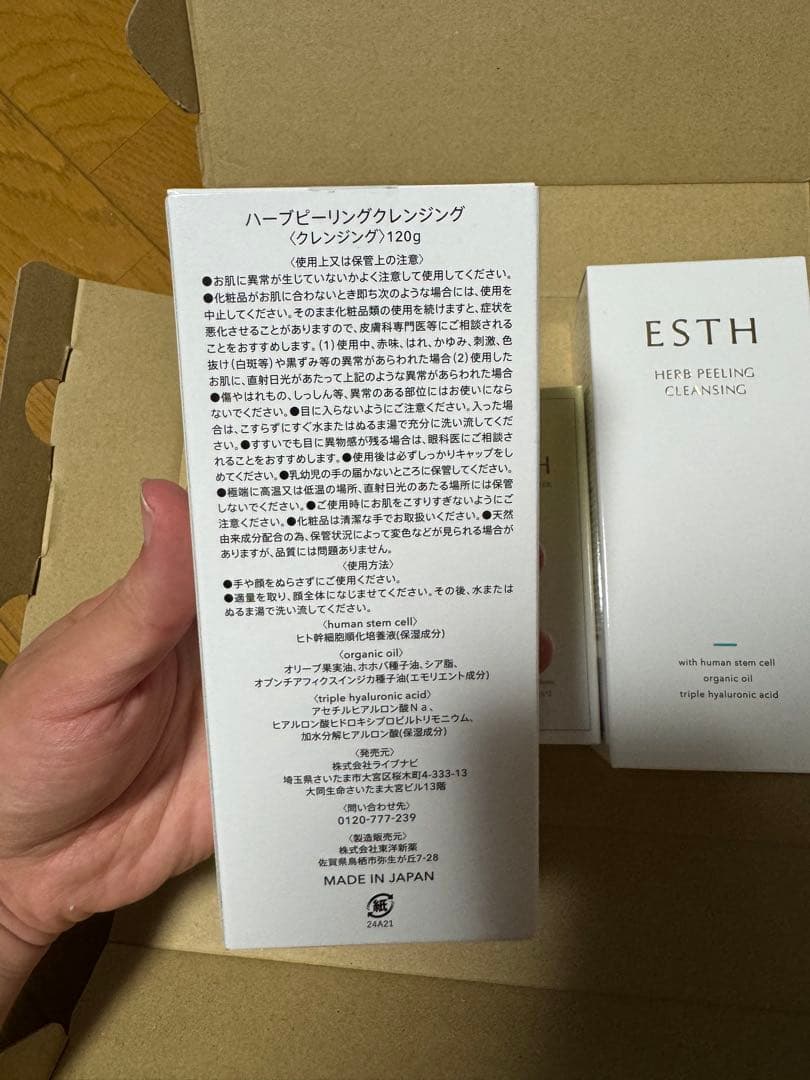 ハーブピーリングクレンジング
〈クレンジング〉120g
〈使用上又は保管上の注意〉
●お肌に異常が生じていないかよく注意して使用してください。
●化粧品がお肌に合わないとき即ち次のような場合には、使用を
中止してください。そのまま化粧品類の使用を続けますと、症状を
悪化させることがありますので、皮膚科専門医等にご相談される
ことをおすすめします。(1)使用中、赤味、はれ、かゆみ、刺激、色
抜け(白斑等)や黒ずみ等の異常があらわれた場合(2)使用した
お肌に、直射日光があたって上記のような異常があらわれた場合
●傷やはれもの、しっしん等、異常のある部位にはお使いになら
ないでください。●目に入らないようにご注意ください。入った場
合は、こすらずにすぐ水またはぬるま湯で充分に洗い流してくだ
さい。●すすいでも目に異物感が残る場合は、眼科医にご相談さ
れることをおすすめします。●使用後は必ずしっかりキャップをし
めてください。●乳幼児の手の届かないところに保管してください。
●極端に高温又は低温の場所、直射日光のあたる場所には保管
しないでください。●ご使用時にお肌をこすりすぎないようにご
注意ください。●化粧品は清潔な手でお取扱いください。●天然
由来成分配合の為、保管状況によって変色などが見られる場合が
ありますが、品質には問題ありません。
〈使用方法〉
●手や顔をぬらさずにご使用ください。
●適量を取り、顔全体になじませてください。その後、水または
ぬるま湯で洗い流してください。
〈human stem cell〉
ヒト幹細胞順化培養液(保湿成分)
〈organic oil〉
オリーブ果実油、ホホバ種子油、シア脂、
オプンチアフィクスインジカ種子油(エモリエント成分)
〈triple hyaluronic acid〉
アセチルヒアルロン酸Na、
ヒアルロン酸ヒドロキシプロピルトリモニウム、
加水分解ヒアルロン酸(保湿成分)
〈発売元〉
株式会社ライブナビ
埼玉県さいたま市大宮区桜木町4-333-13
大同生命さいたま大宮ビル13階
〈問い合わせ先〉
0120-777-239
〈製造販売元〉
株式会社東洋新薬
佐賀県鳥栖市弥生が丘7-28
MADE IN JAPAN
紙
24A21
ESTH
HERB PEELING
CLEANSING
with human stem cell
organic oil
triple hyaluronic acid
H